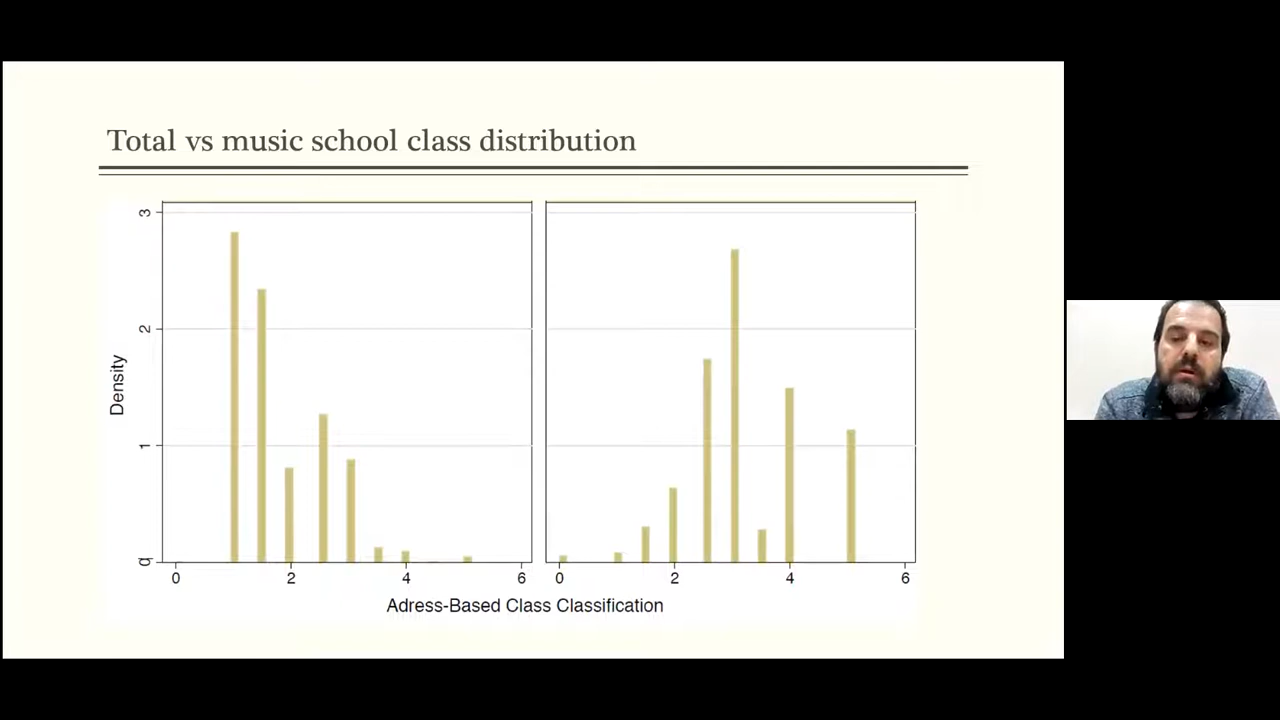 Total vs music school class distribution
3
2
1
0
Density
0 2 4 6
0 2 4 6
Adress-Based Class Classification